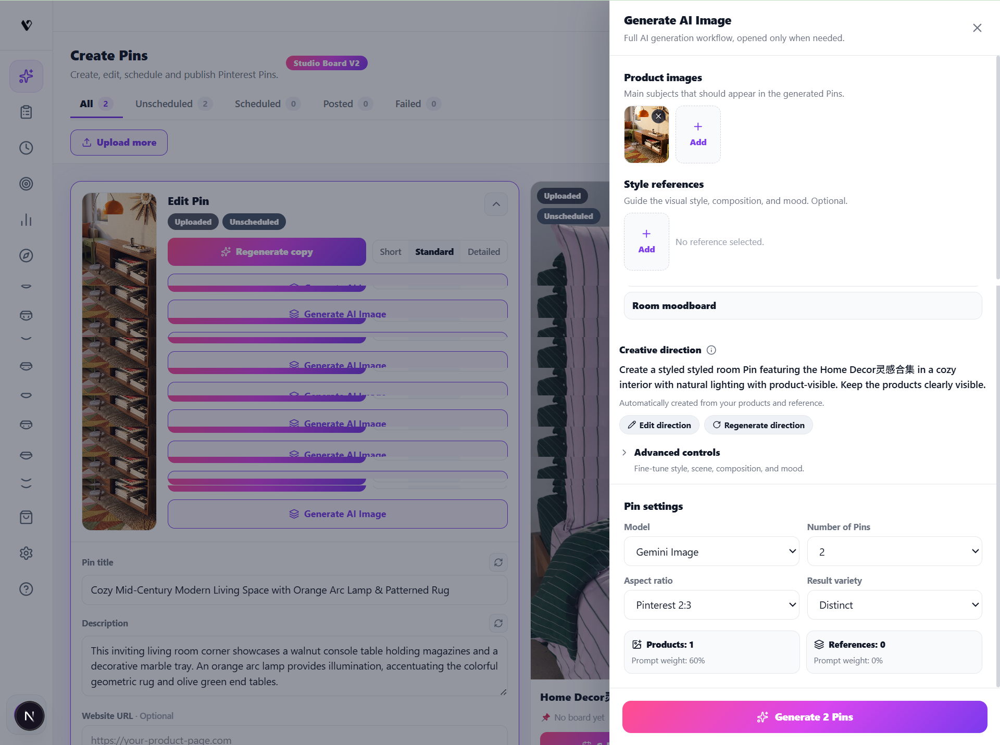 Create Pins
Studio Board V2
Create, edit, schedule and publish Pinterest Pins.
All 2
Unscheduled 2
Scheduled 0
Posted 0
Failed 0
Upload more
Edit Pin
Uploaded
Unscheduled
Regenerate copy
Short
Standard
Detailed
Generate AI Image
Generate AI Image
Generate AI Image
Generate AI Image
Generate AI Image
Pin title
Cozy Mid-Century Modern Living Space with Orange Arc Lamp & Patterned Rug
Description
This inviting living room corner showcases a walnut console table holding magazines and a
decorative marble tray. An orange arc lamp provides illumination, accentuating the colorful
geometric rug and olive green end tables.
Website URL · Optional
https://your-product-page.com
N
Uploaded
Unscheduled
Home Decor
No board yet
Generate AI Image
Full AI generation workflow, opened only when needed.
Product images
Main subjects that should appear in the generated Pins.
Add
Style references
Guide the visual style, composition, and mood. Optional.
Add
No reference selected.
Room moodboard
Creative direction
Create a styled styled room Pin featuring the Home Decor灵感合集 in a cozy
interior with natural lighting with product-visible. Keep the products clearly visible.
Automatically created from your products and reference.
Edit direction
Regenerate direction
Advanced controls
Fine-tune style, scene, composition, and mood.
Pin settings
Model
Number of Pins
Gemini Image
2
Aspect ratio
Result variety
Pinterest 2:3
Distinct
Products: 1
Prompt weight: 60%
References: 0
Prompt weight: 0%
Generate 2 Pins